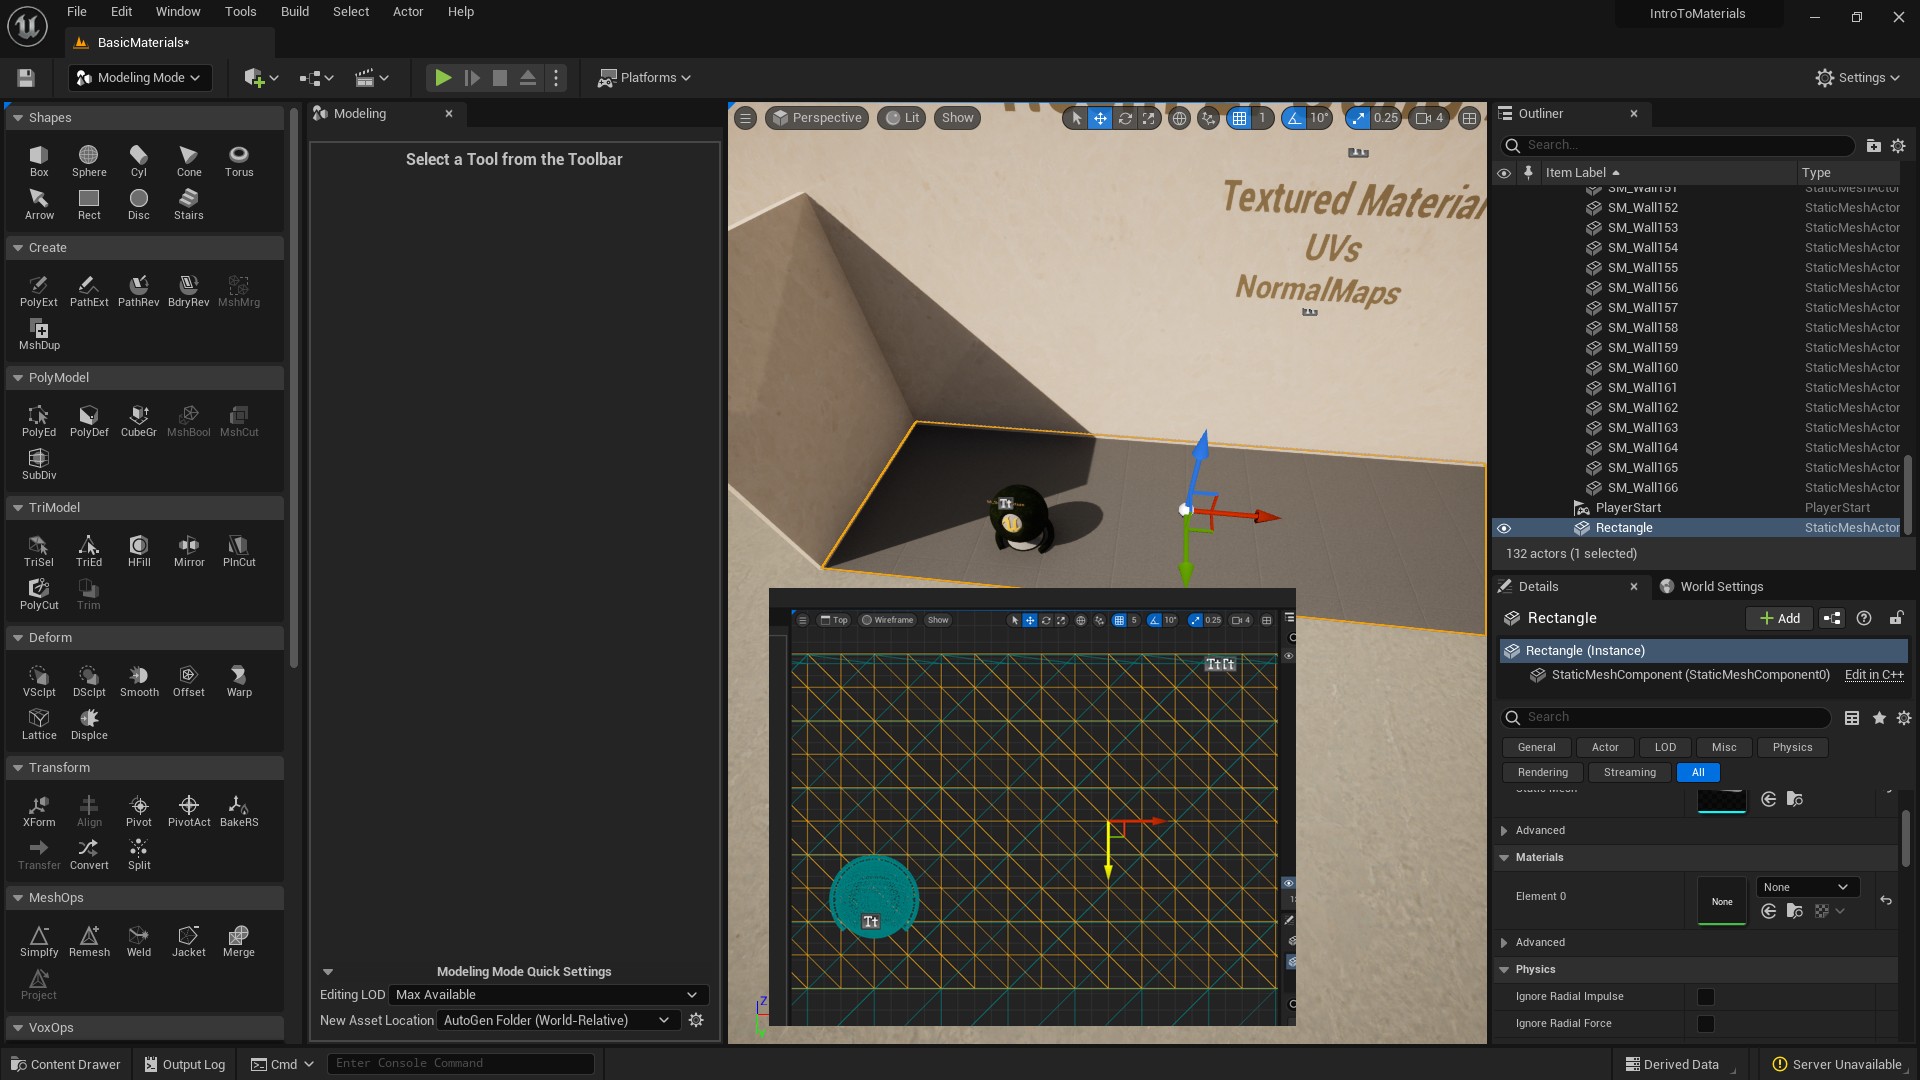 File Edit Window Tools Build Select Actor Help
IntroToMaterials
BasicMaterials*
Modeling Mode
Platforms
Settings
Shapes
Box Sphere Cyl Cone Torus
Arrow Rect Disc Stairs
Create
PolyExt PathExt PathRev BdryRev MshMrg
MshDup
PolyModel
PolyEd PolyDef CubeGr MshBool MshCut
SubDiv
TriModel
TriSel TriEd HFill Mirror PlnCut
PolyCut Trim
Deform
VSclpt DSclpt Smooth Offset Warp
Lattice Displce
Transform
XForm Align Pivot PivotAct BakeRS
Transfer Convert Split
MeshOps
Simplfy Remesh Weld Jacket Merge
Project
VoxOps
Modeling
Select a Tool from the Toolbar
Modeling Mode Quick Settings
Editing LOD Max Available
New Asset Location AutoGen Folder (World-Relative)
Perspective Lit Show 1 10° 0.25 4
Textured Material
UVs
NormalMaps
Tt
Top Wireframe Show 5 10° 0.25 4
Tt
Tt
Z
Outliner
Search...
Item Label Type
SM_Wall151 StaticMeshActor
SM_Wall152 StaticMeshActor
SM_Wall153 StaticMeshActor
SM_Wall154 StaticMeshActor
SM_Wall155 StaticMeshActor
SM_Wall156 StaticMeshActor
SM_Wall157 StaticMeshActor
SM_Wall158 StaticMeshActor
SM_Wall159 StaticMeshActor
SM_Wall160 StaticMeshActor
SM_Wall161 StaticMeshActor
SM_Wall162 StaticMeshActor
SM_Wall163 StaticMeshActor
SM_Wall164 StaticMeshActor
SM_Wall165 StaticMeshActor
SM_Wall166 StaticMeshActor
PlayerStart PlayerStart
Rectangle StaticMeshActor
132 actors (1 selected)
Details World Settings
Rectangle Add
Rectangle (Instance)
StaticMeshComponent (StaticMeshComponent0) Edit in C++
Search
General Actor LOD Misc Physics
Rendering Streaming All
Static Mesh
Advanced
Materials
Element 0 None None
Advanced
Physics
Ignore Radial Impulse
Ignore Radial Force
Content Drawer Output Log Cmd Enter Console Command
Derived Data Server Unavailable